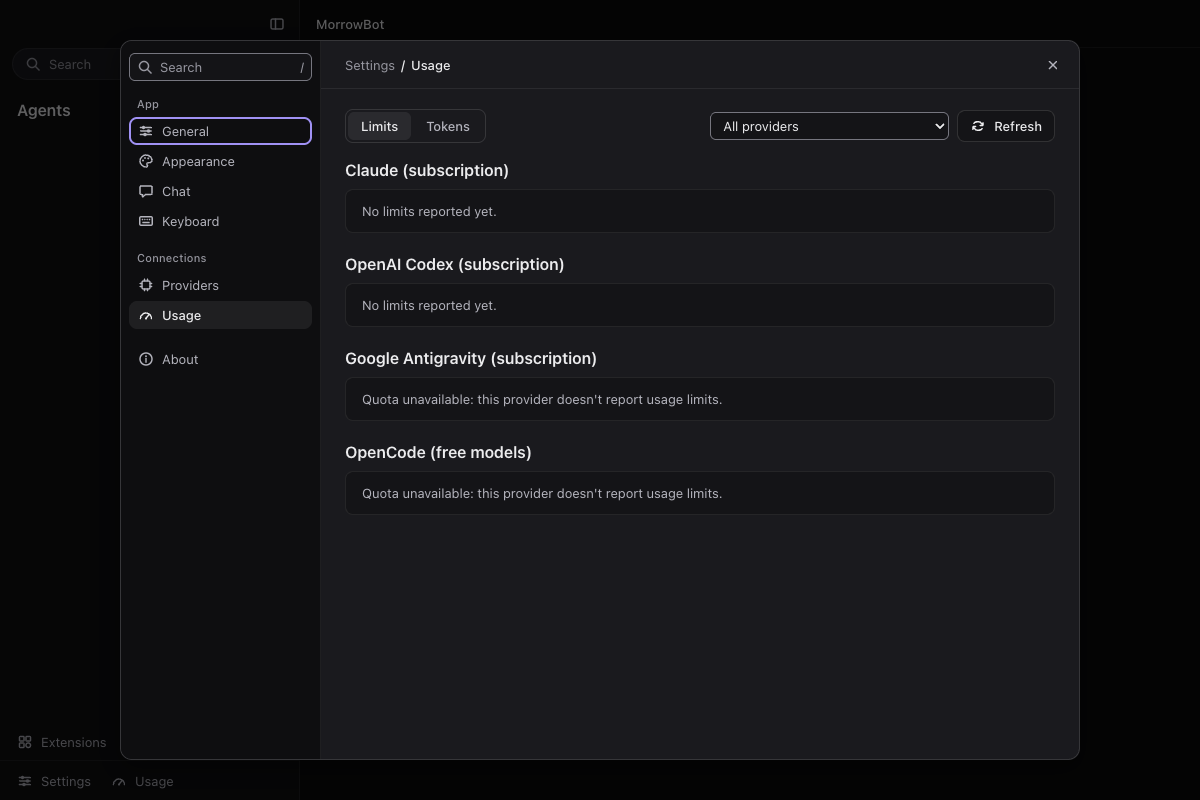 MorrowBot
Search
Agents
Extensions
Settings
Usage
Search /
App
General
Appearance
Chat
Keyboard
Connections
Providers
Usage
About
Settings / Usage
Limits
Tokens
All providers
Refresh
Claude (subscription)
No limits reported yet.
OpenAI Codex (subscription)
No limits reported yet.
Google Antigravity (subscription)
Quota unavailable: this provider doesn't report usage limits.
OpenCode (free models)
Quota unavailable: this provider doesn't report usage limits.